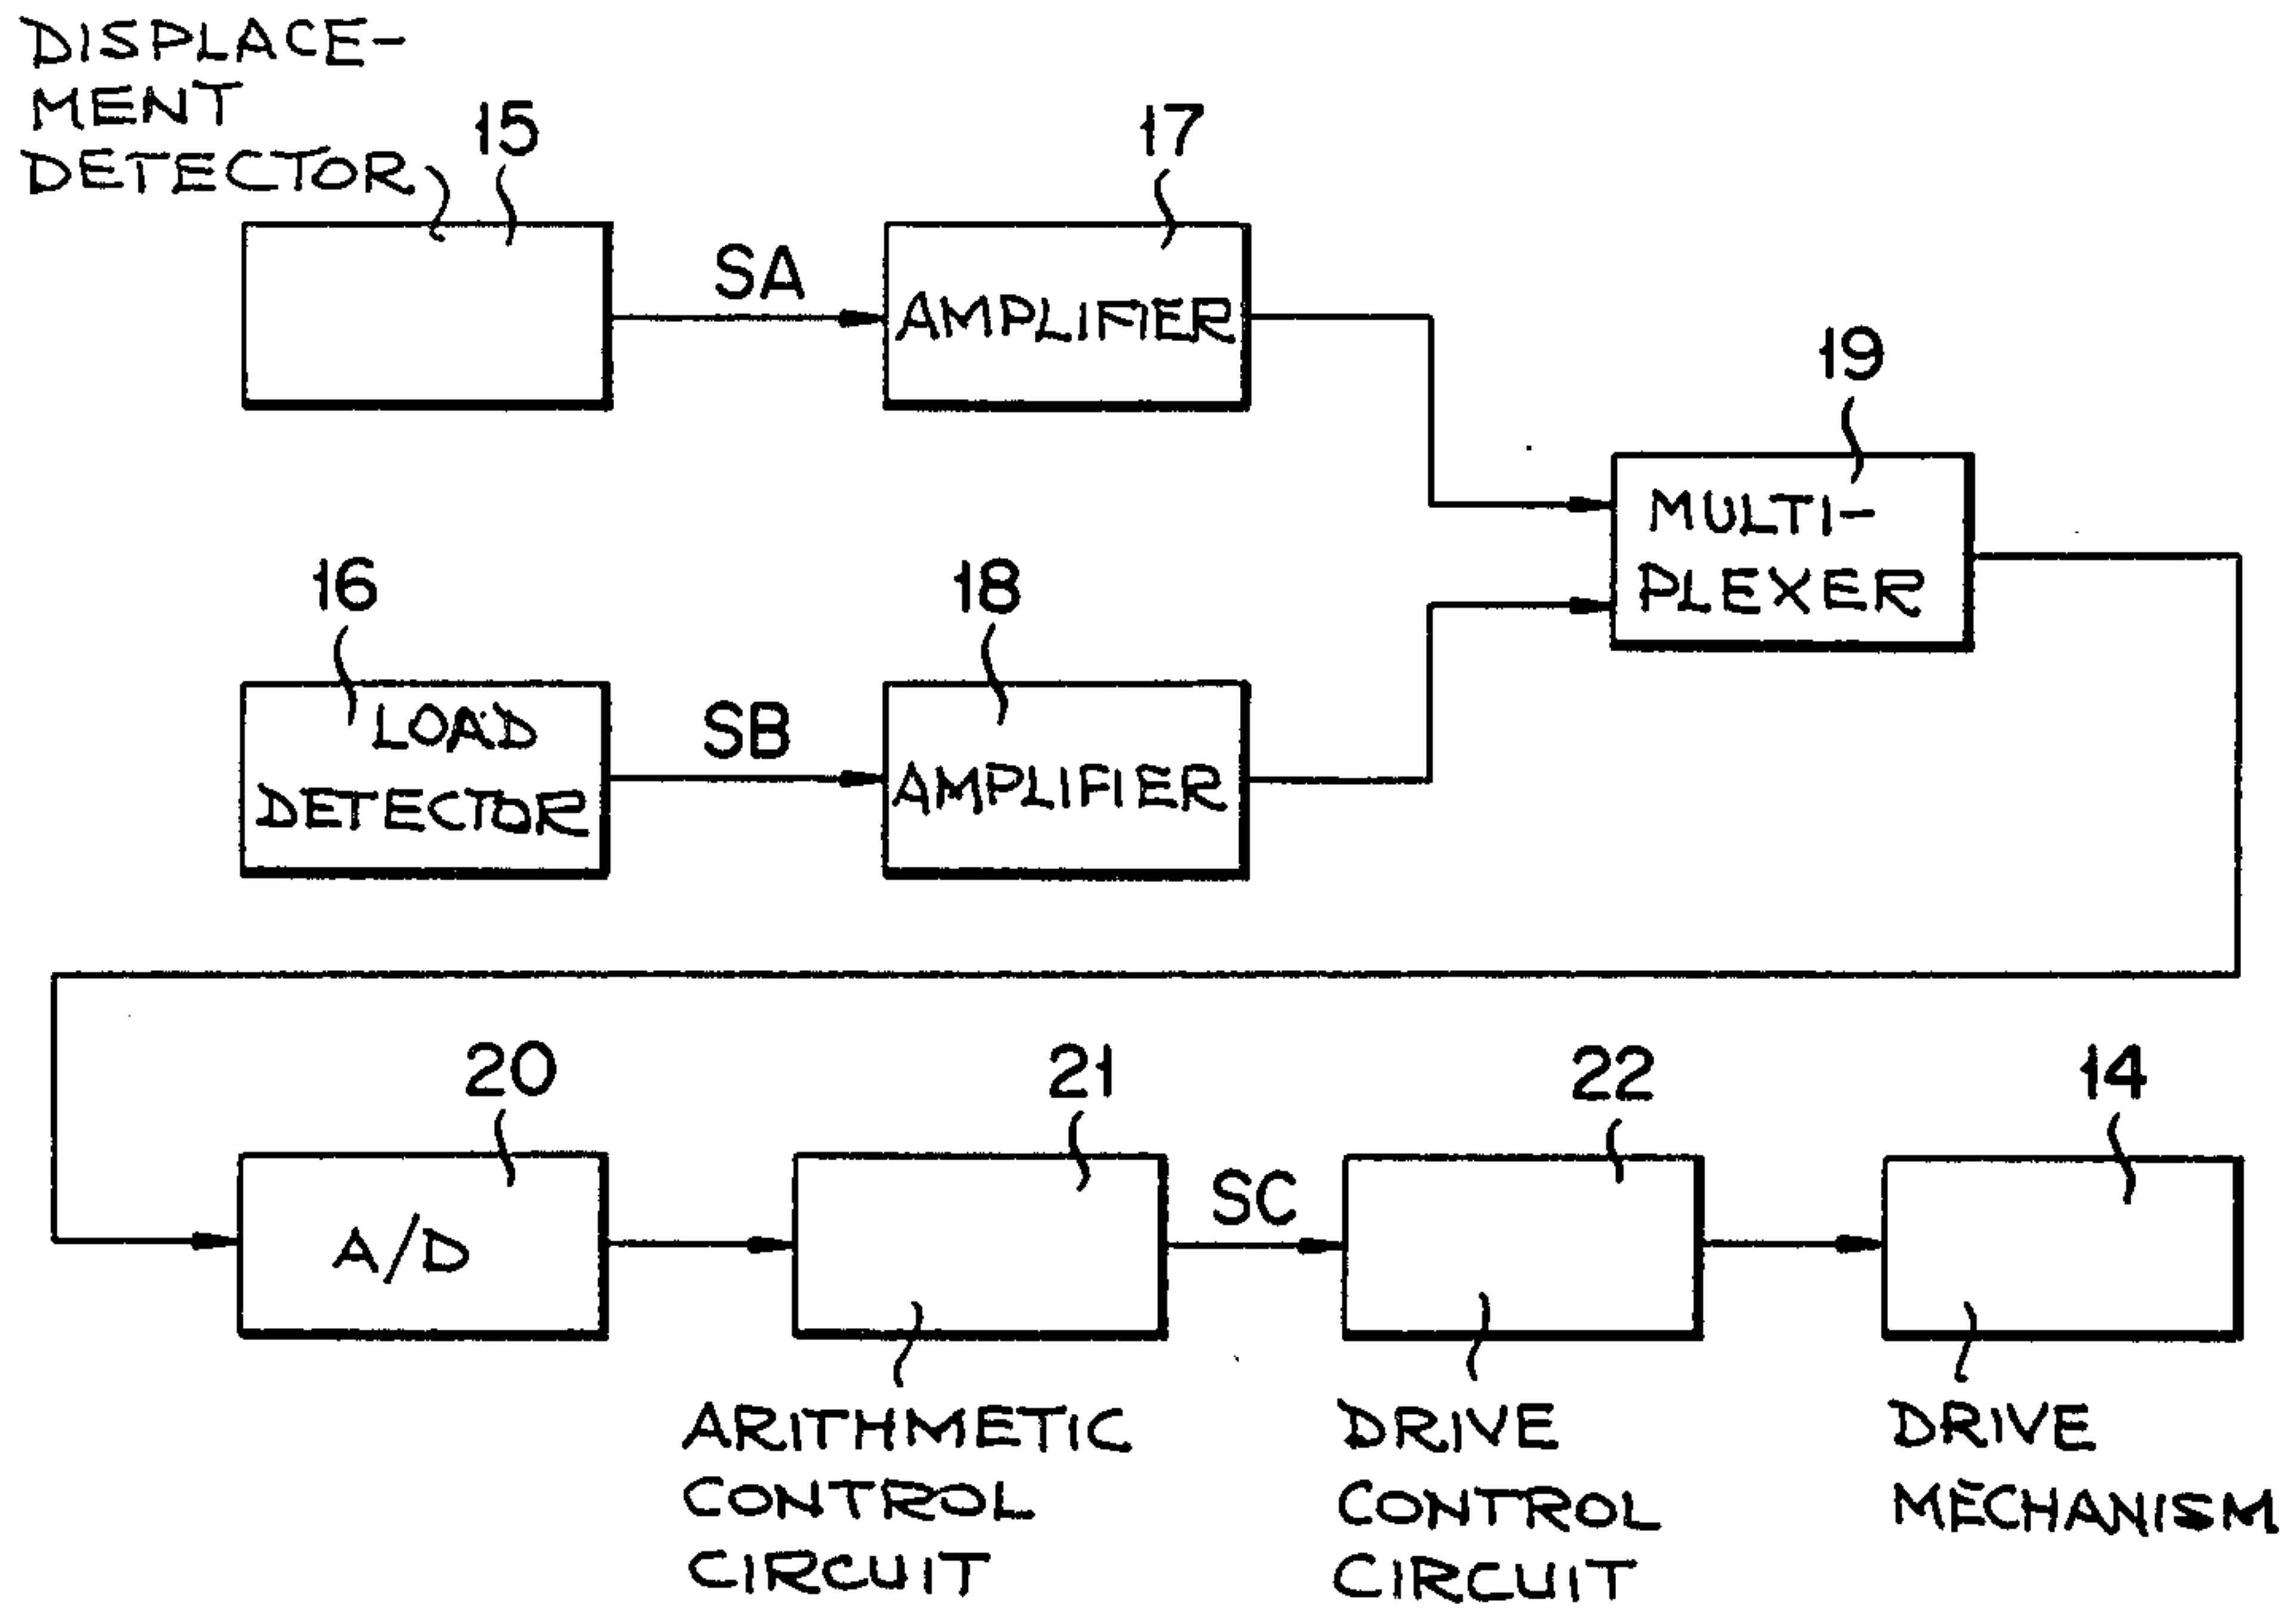 DISPLACE-
MENT
DETECTOR
15
17
SA
AMPLIFIER
19
MULTI-
PLEXER
16
18
LOAD
DETECTOR
SB
AMPLIFIER
20
21
22
14
A/D
SC
ARITHMETIC
CONTROL
CIRCUIT
DRIVE
CONTROL
CIRCUIT
DRIVE
MECHANISM